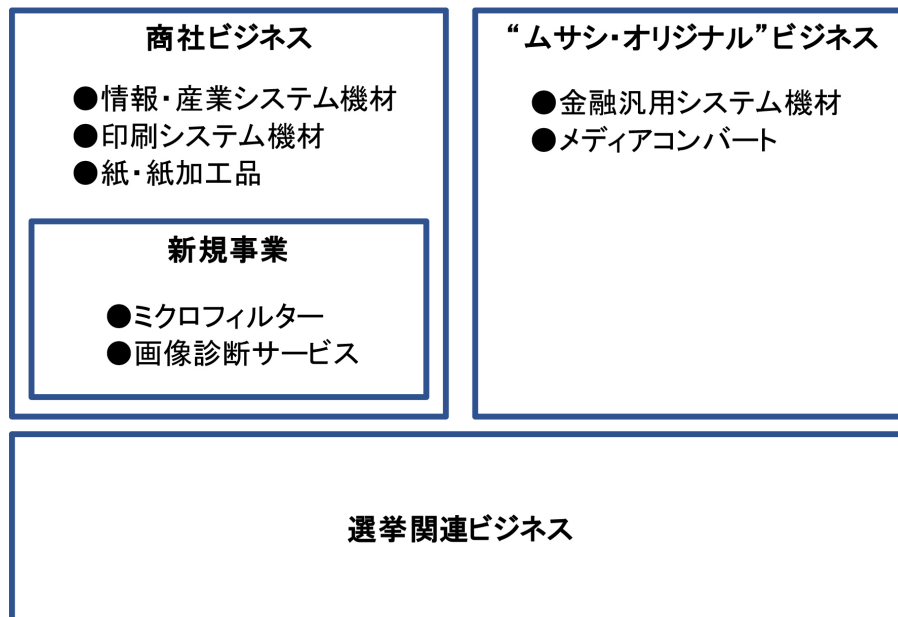 商社ビジネス
●情報・産業システム機材
●印刷システム機材
●紙・紙加工品
新規事業
●ミクロフィルター
●画像診断サービス
“ムサシ・オリジナル”ビジネス
●金融汎用システム機材
●メディアコンバート
選挙関連ビジネス